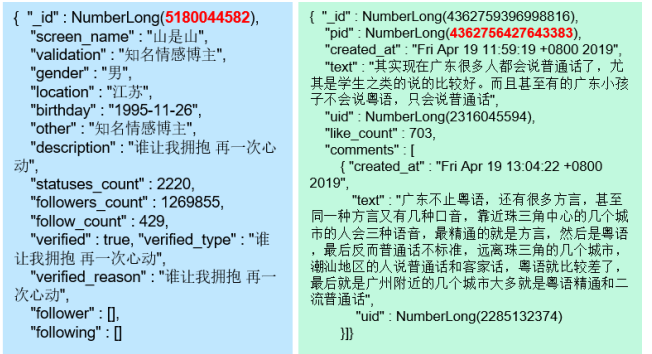 { "_id" : NumberLong(5180044582),
"screen_name" : "山是山",
"validation" : "知名情感博主",
"gender" : "男",
"location" : "江苏",
"birthday" : "1995-11-26",
"other" : "知名情感博主",
"description" : "谁让我拥抱 再一次心
动",
"statuses_count" : 2220,
"followers_count" : 1269855,
"follow_count" : 429,
"verified" : true, "verified_type" : "谁
让我拥抱 再一次心动",
"verified_reason" : "谁让我拥抱 再一
次心动",
"follower" : [],
"following" : []
{ "_id" : NumberLong(4362759396998816),
"pid" : NumberLong(4362756427643383),
"created_at" : "Fri Apr 19 11:59:19 +0800 2019",
"text" : "其实现在广东很多人都会说普通话了，尤
其是学生之类的说的比较好。而且甚至有的广东小孩
子不会说粤语，只会说普通话",
"uid" : NumberLong(2316045594),
"like_count" : 703,
"comments" : [
{ "created_at" : "Fri Apr 19 13:04:22 +0800
2019",
"text" : "广东不止粤语，还有很多方言，甚至
同一种方言又有几种口音，靠近珠三角中心的几个城
市的人会三种语音，最精通的就是方言，然后是粤语
，最后反而普通话不标准，远离珠三角的几个城市，
潮汕地区的人说普通话和客家话，粤语就比较差了，
最后就是广州附近的几个城市大多就是粤语精通和二
流普通话",
"uid" : NumberLong(2285132374)
}]}